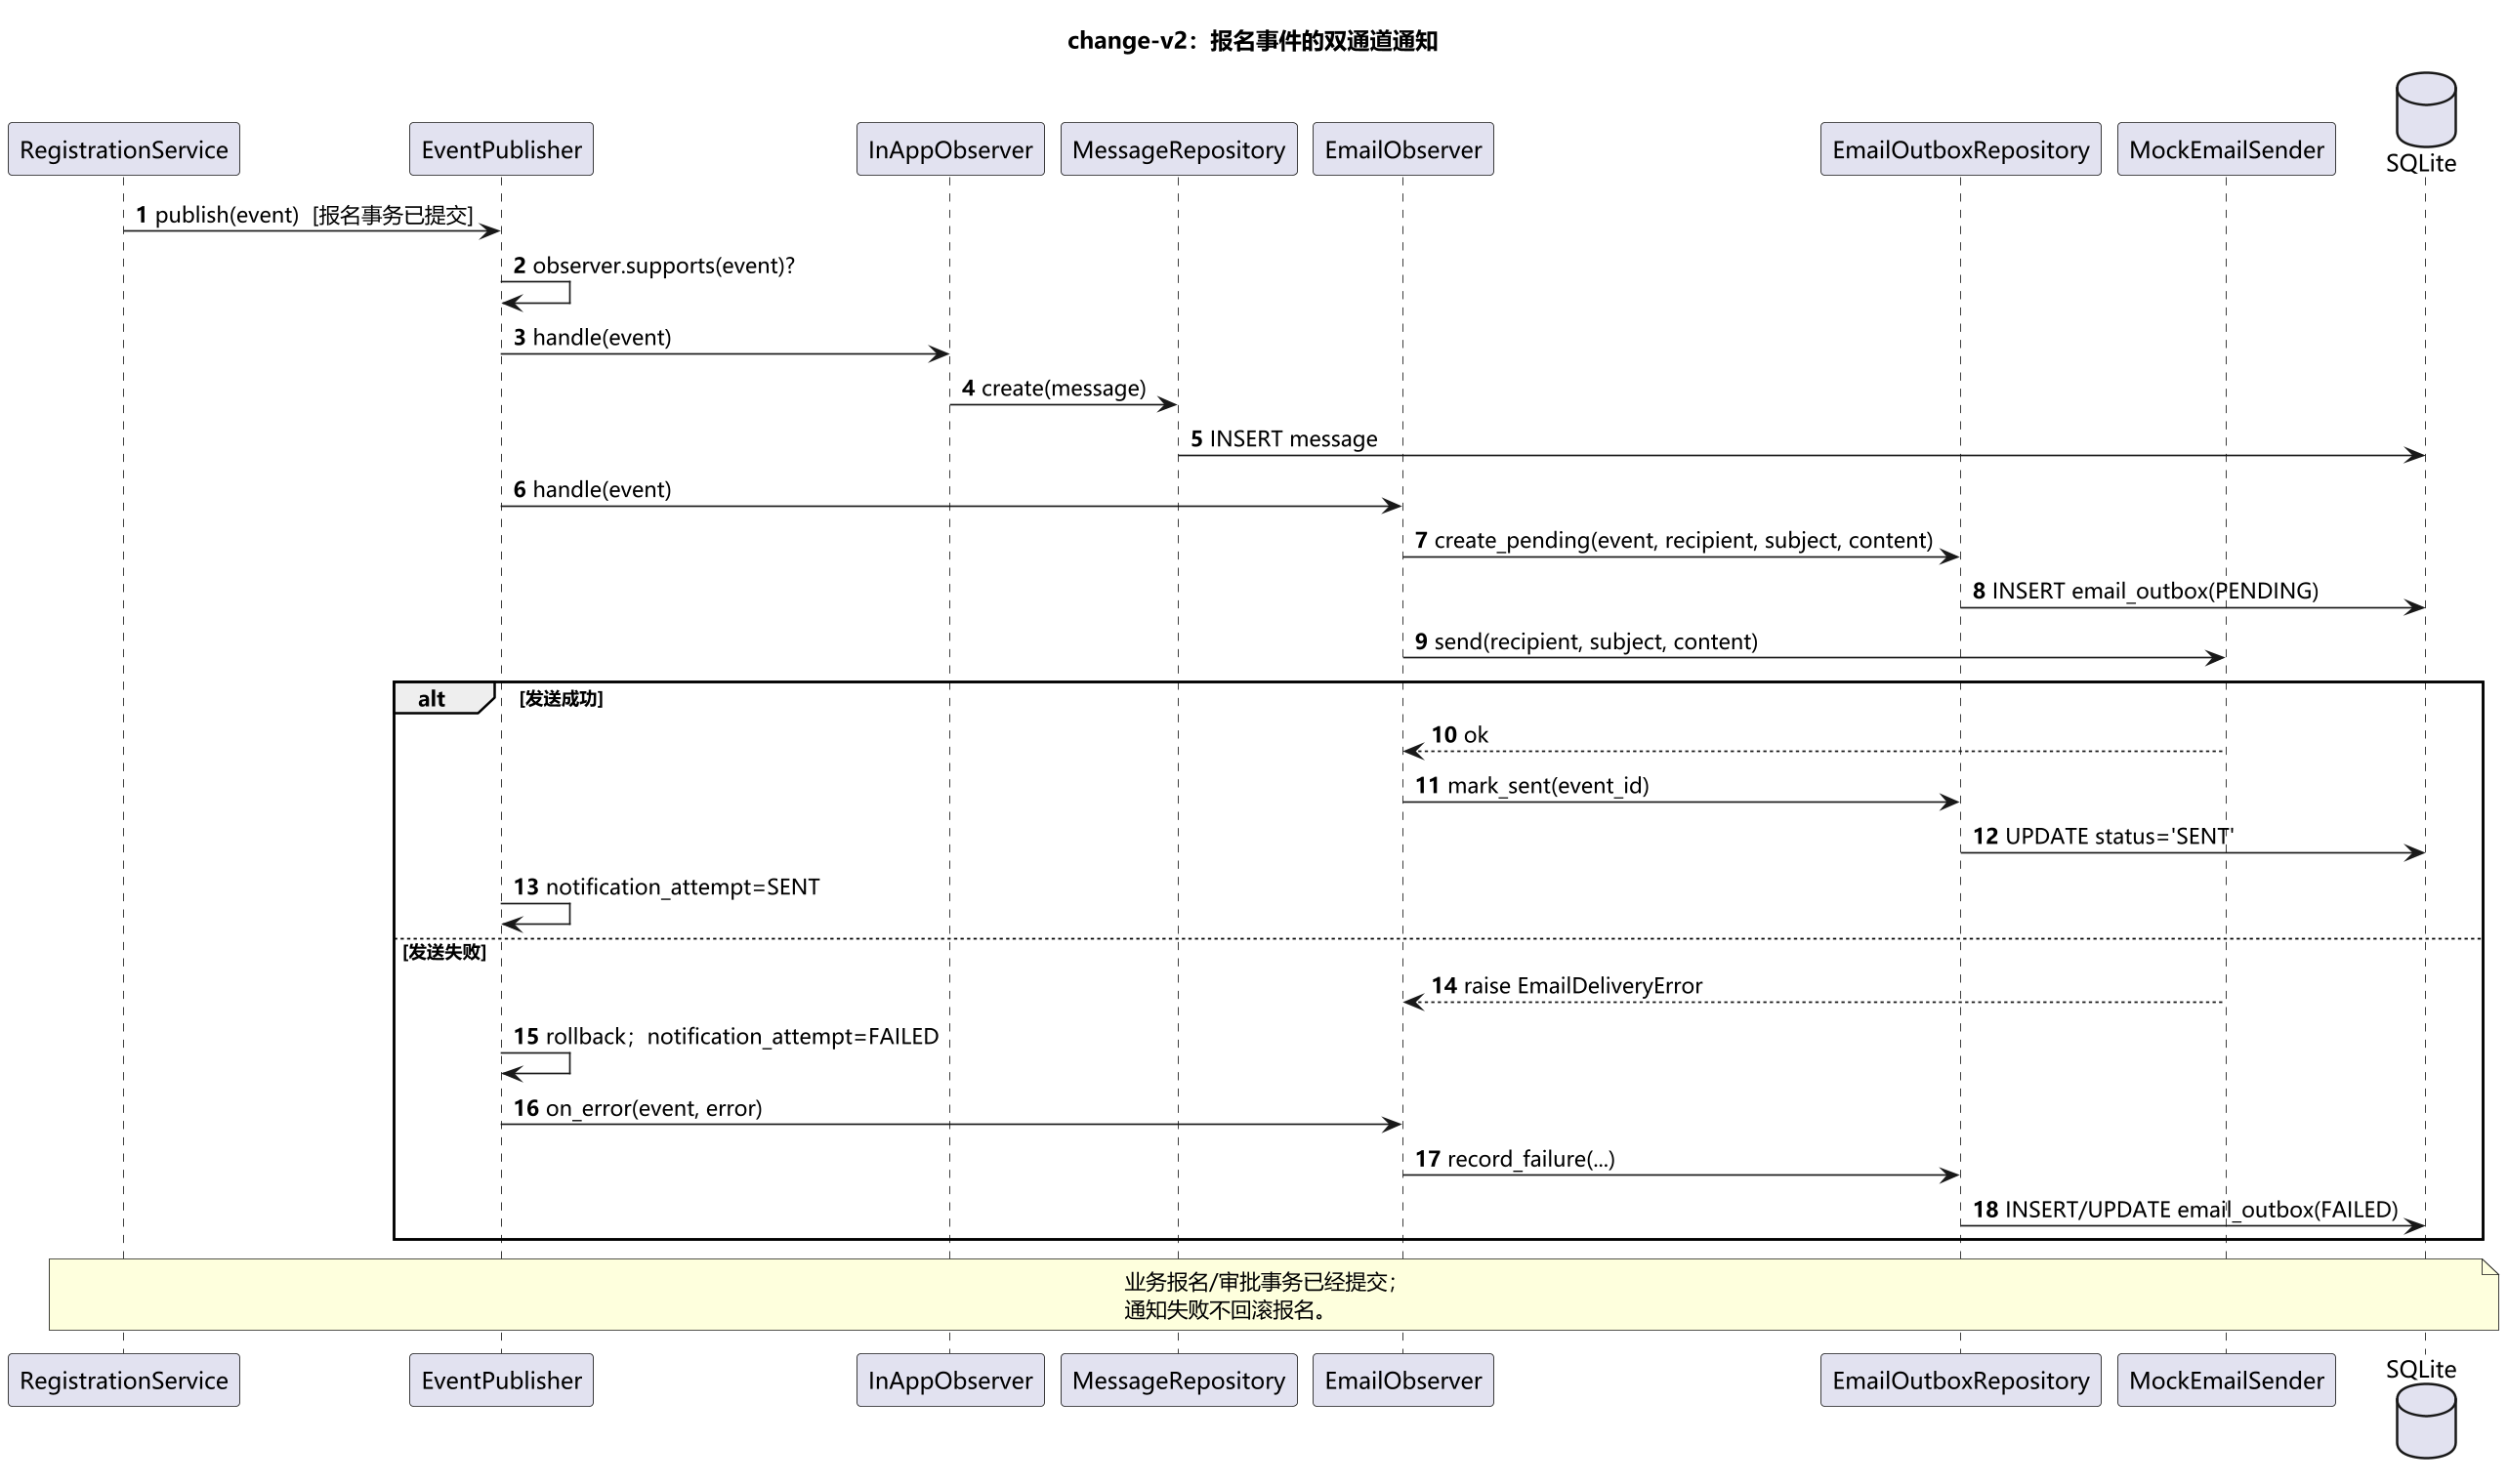 change-v2：报名事件的双通道通知
RegistrationService
EventPublisher
InAppObserver
MessageRepository
EmailObserver
EmailOutboxRepository
MockEmailSender
SQLite
1 publish(event)  [报名事务已提交]
2 observer.supports(event)?
3 handle(event)
4 create(message)
5 INSERT message
6 handle(event)
7 create_pending(event, recipient, subject, content)
8 INSERT email_outbox(PENDING)
9 send(recipient, subject, content)
alt [发送成功]
10 ok
11 mark_sent(event_id)
12 UPDATE status='SENT'
13 notification_attempt=SENT
[发送失败]
14 raise EmailDeliveryError
15 rollback；notification_attempt=FAILED
16 on_error(event, error)
17 record_failure(...)
18 INSERT/UPDATE email_outbox(FAILED)
业务报名/审批事务已经提交；
通知失败不回滚报名。
RegistrationService
EventPublisher
InAppObserver
MessageRepository
EmailObserver
EmailOutboxRepository
MockEmailSender
SQLite